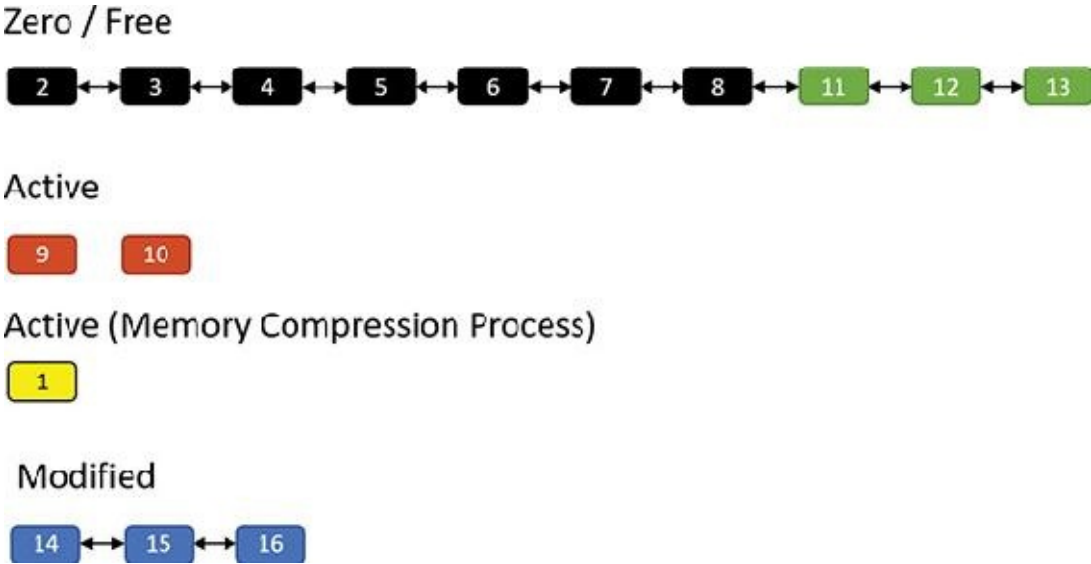 Zero / Free
2 3 4 5 6 7 8 11 12 13
Active
9 10
Active (Memory Compression Process)
1
Modified
14 15 16